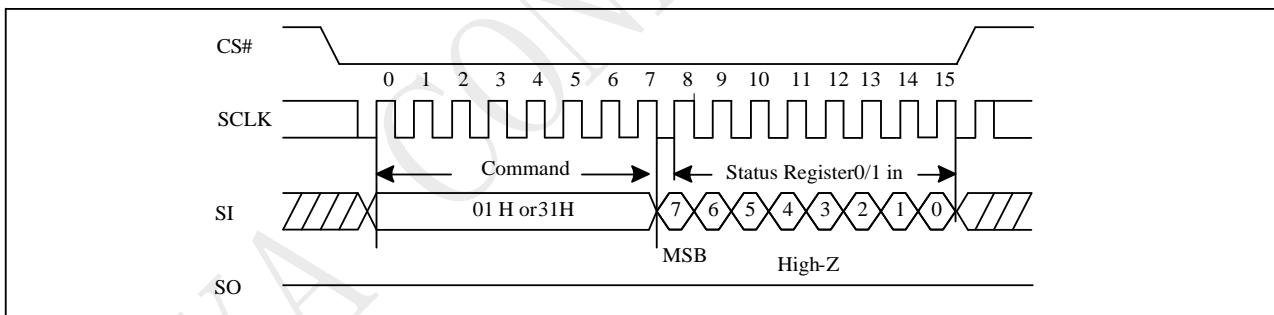 CS#
0 1 2 3 4 5 6 7 8 9 10 11 12 13 14 15
SCLK
Command
Status Register0/1 in
SI
01 H or31H
7 6 5 4 3 2 1 0
MSB
High-Z
SO